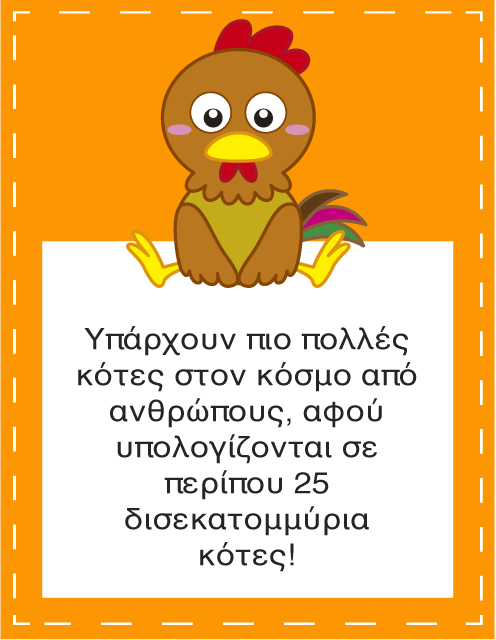 Υπάρχουν πιο πολλές
κότες στον κόσμο από
ανθρώπους, αφού
υπολογίζονται σε
περίπου 25
δισεκατομμύρια
κότες!